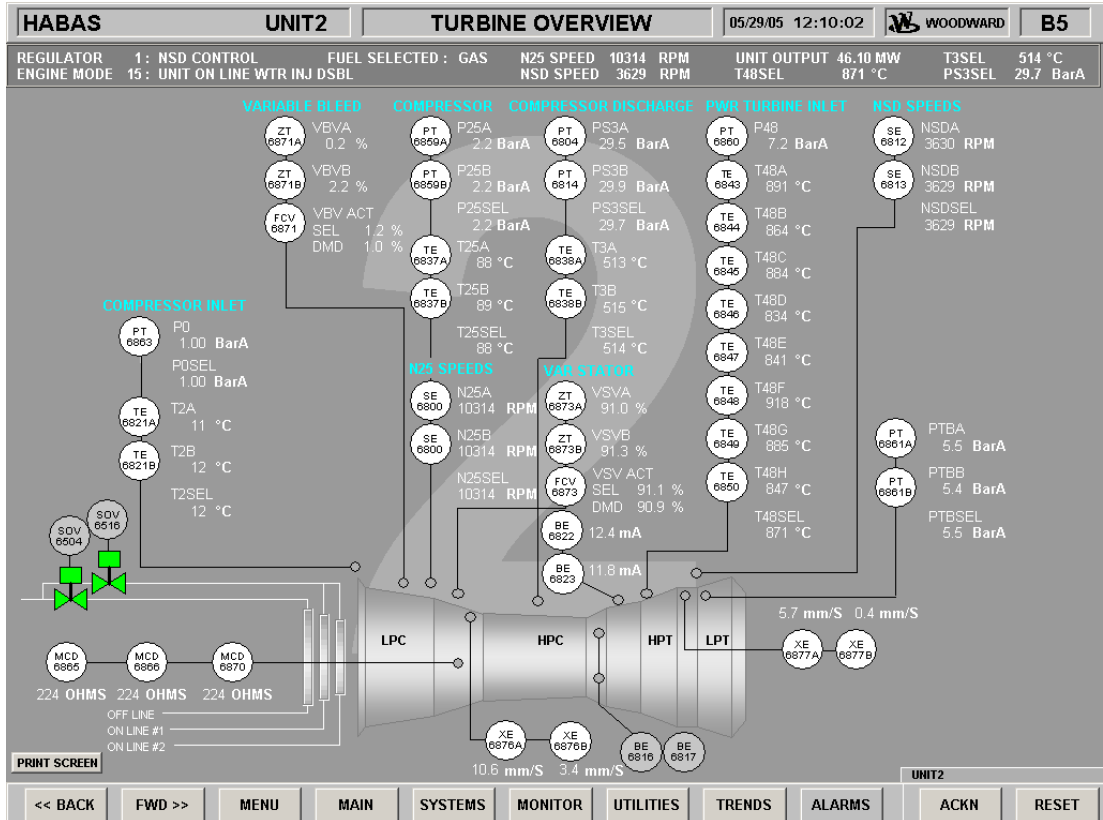 HABAS UNIT2 TURBINE OVERVIEW 05/29/05 12:10:02 WOODWARD B5
REGULATOR 1 : NSD CONTROL FUEL SELECTED : GAS N25 SPEED 10314 RPM UNIT OUTPUT 46.10 MW T3SEL 514 °C
ENGINE MODE 15 : UNIT ON LINE WTR INJ DSBL NSD SPEED 3629 RPM T48SEL 871 °C PS3SEL 29.7 BarA
VARIABLE BLEED
ZT 6871A VBVA 0.2 %
ZT 6871B VBVB 2.2 %
FCV 6871 VBV ACT
SEL 1.2 %
DMD 1.0 %
COMPRESSOR
PT 6859A P25A 2.2 BarA
PT 6859B P25B 2.2 BarA
P25SEL 2.2 BarA
TE 6837A T25A 88 °C
TE 6837B T25B 89 °C
T25SEL 88 °C
COMPRESSOR DISCHARGE
PT 6804 PS3A 29.5 BarA
PT 6814 PS3B 29.9 BarA
PS3SEL 29.7 BarA
TE 6838A T3A 513 °C
TE 6838B T3B 515 °C
T3SEL 514 °C
PWR TURBINE INLET
PT 6860 P48 7.2 BarA
TE 6843 T48A 891 °C
TE 6844 T48B 864 °C
TE 6845 T48C 884 °C
TE 6846 T48D 834 °C
TE 6847 T48E 841 °C
TE 6848 T48F 918 °C
TE 6849 T48G 885 °C
TE 6850 T48H 847 °C
T48SEL 871 °C
NSD SPEEDS
SE 6812 NSDA 3630 RPM
SE 6813 NSDB 3629 RPM
NSDSEL 3629 RPM
COMPRESSOR INLET
PT 6863 P0 1.00 BarA
P0SEL 1.00 BarA
TE 6821A T2A 11 °C
TE 6821B T2B 12 °C
T2SEL 12 °C
N25 SPEEDS
SE 6800 N25A 10314 RPM
SE 6800 N25B 10314 RPM
N25SEL 10314 RPM
VAR STATOR
ZT 6873A VSVA 91.0 %
ZT 6873B VSVB 91.3 %
FCV 6873 VSV ACT
SEL 91.1 %
DMD 90.9 %
BE 6822 12.4 mA
BE 6823 11.8 mA
PT 6861A PTBA 5.5 BarA
PT 6861B PTBB 5.4 BarA
PTBSEL 5.5 BarA
SOV 6504
SOV 6516
2
LPC HPC HPT LPT
5.7 mm/S 0.4 mm/S
XE 6877A XE 6877B
MCD 6865 MCD 6866 MCD 6870
224 OHMS 224 OHMS 224 OHMS
OFF LINE
ON LINE #1
ON LINE #2
XE 6876A XE 6876B
10.6 mm/S 3.4 mm/S
BE 6816 BE 6817
PRINT SCREEN
UNIT2
<< BACK FWD >> MENU MAIN SYSTEMS MONITOR UTILITIES TRENDS ALARMS ACKN RESET